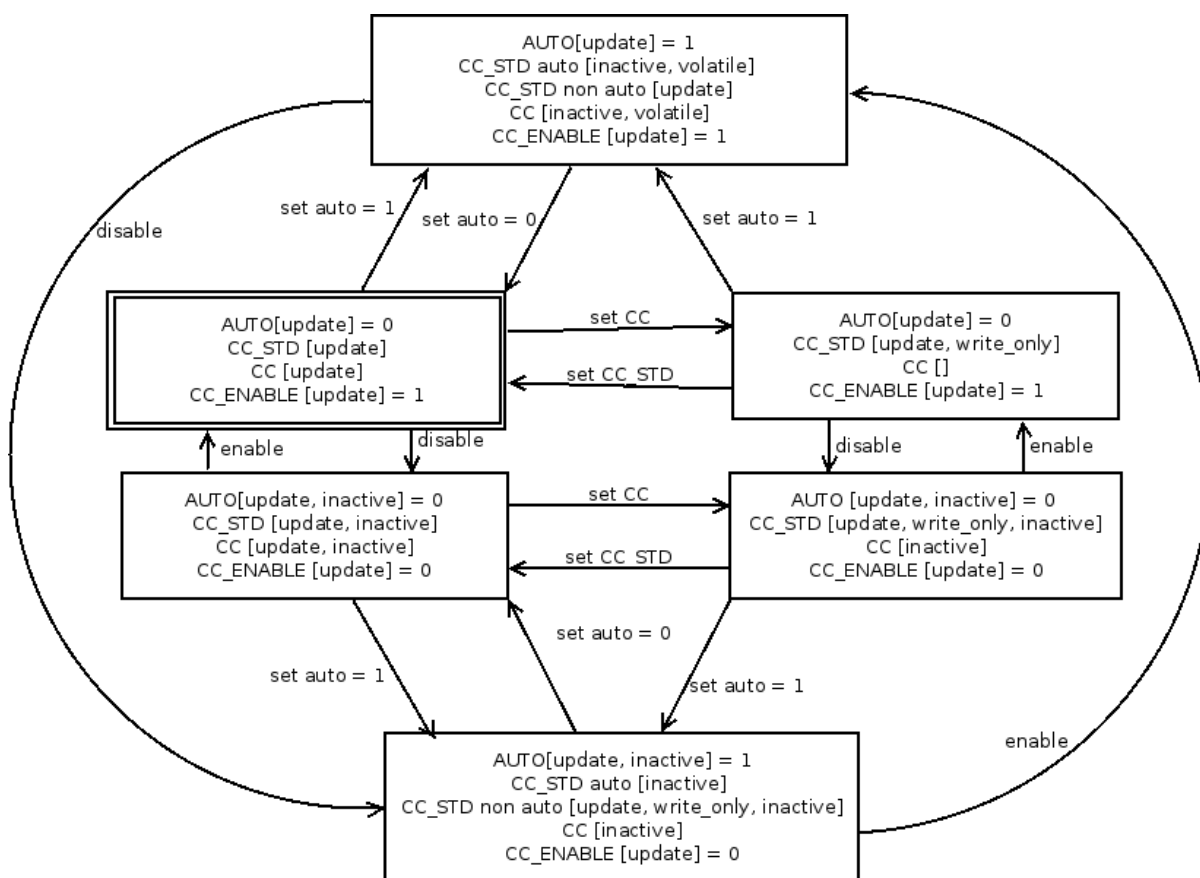 AUTO[update] = 1
CC_STD auto [inactive, volatile]
CC_STD non auto [update]
CC [inactive, volatile]
CC_ENABLE [update] = 1
set auto = 1
set auto = 0
set auto = 1
disable
AUTO[update] = 0
CC_STD [update]
CC [update]
CC_ENABLE [update] = 1
set CC
set CC_STD
AUTO[update] = 0
CC_STD [update, write_only]
CC []
CC_ENABLE [update] = 1
enable
disable
disable
enable
AUTO[update, inactive] = 0
CC_STD [update, inactive]
CC [update, inactive]
CC_ENABLE [update] = 0
set CC
set CC_STD
AUTO [update, inactive] = 0
CC_STD [update, write_only, inactive]
CC [inactive]
CC_ENABLE [update] = 0
set auto = 0
set auto = 1
set auto = 1
enable
AUTO[update, inactive] = 1
CC_STD auto [inactive]
CC_STD non auto [update, write_only, inactive]
CC [inactive]
CC_ENABLE [update] = 0